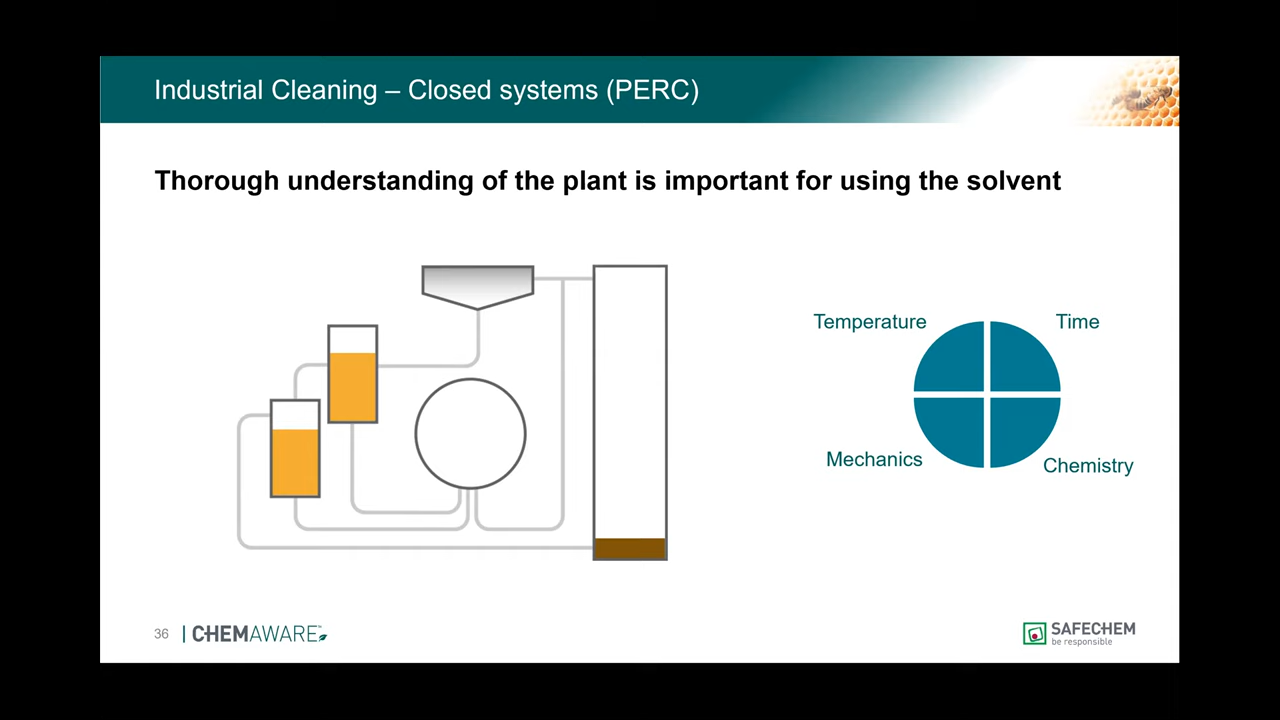 Industrial Cleaning – Closed systems (PERC)
Thorough understanding of the plant is important for using the solvent
Temperature
Time
Mechanics
Chemistry
36
CHEMAWARE
SAFECHEM
be responsible